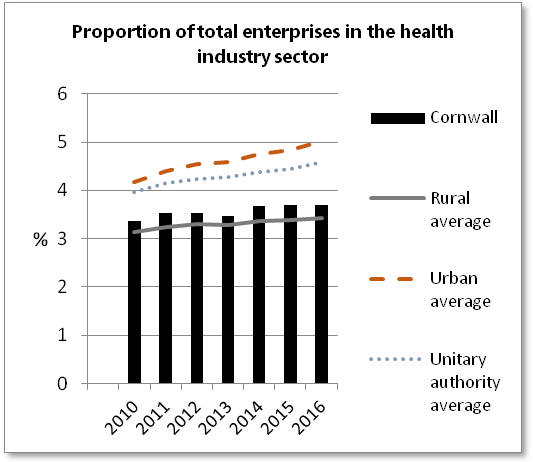 Proportion of total enterprises in the health
industry sector
6
5
4
3
2
1
0
%
2010
2011
2012
2013
2014
2015
2016
Cornwall
Rural
average
Urban
average
Unitary
authority
average